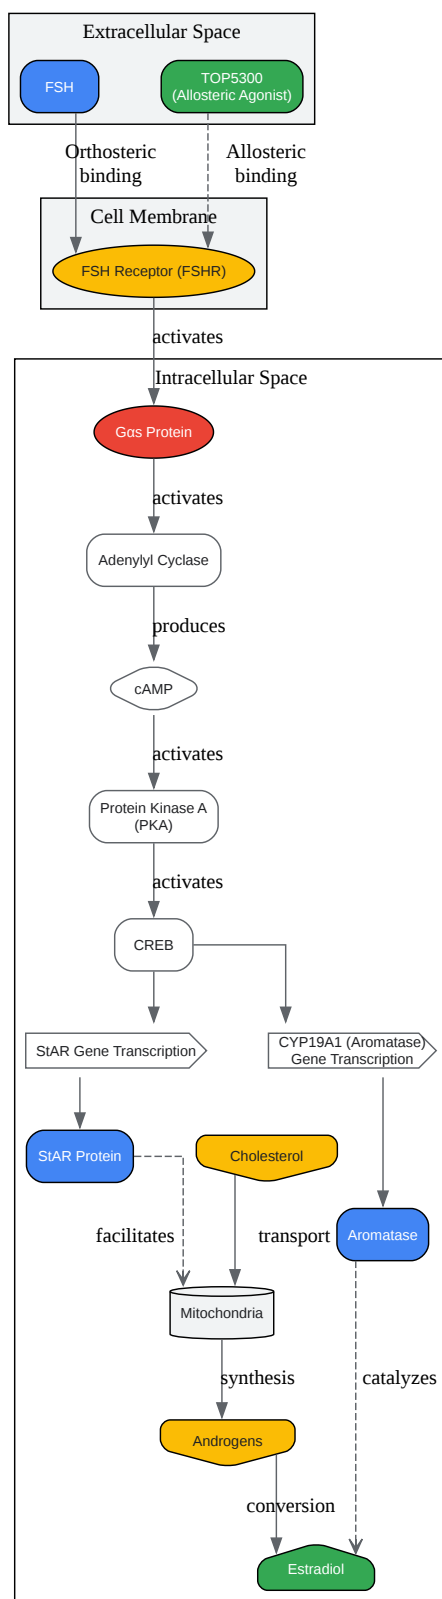 Extracellular Space
FSH
TOP5300
(Allosteric Agonist)
Orthosteric
binding
Allosteric
binding
Cell Membrane
FSH Receptor (FSHR)
activates
Intracellular Space
Gαs Protein
activates
Adenylyl Cyclase
produces
cAMP
activates
Protein Kinase A
(PKA)
activates
CREB
StAR Gene Transcription
CYP19A1 (Aromatase)
Gene Transcription
StAR Protein
Cholesterol
facilitates
transport
Aromatase
Mitochondria
synthesis
catalyzes
Androgens
conversion
Estradiol